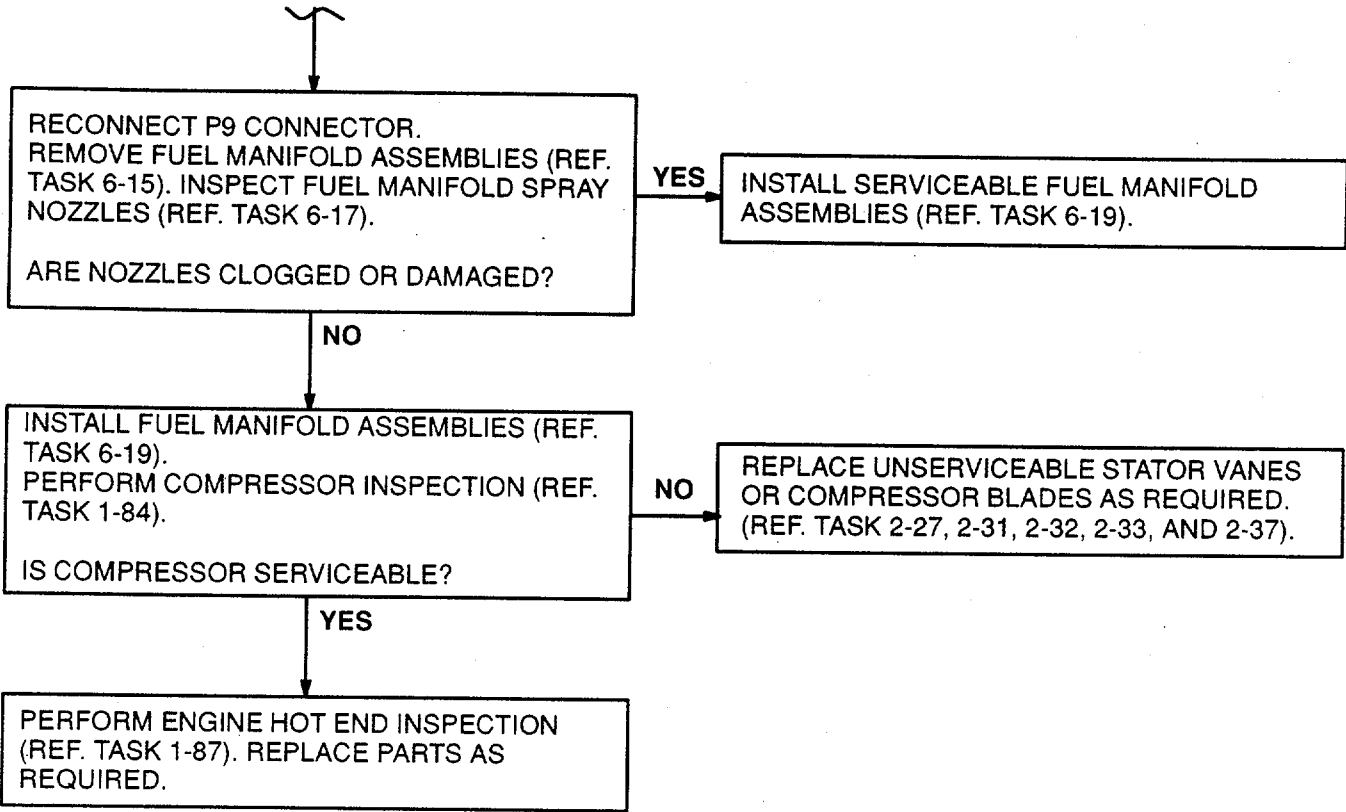 RECONNECT P9 CONNECTOR.
REMOVE FUEL MANIFOLD ASSEMBLIES (REF.
TASK 6-15). INSPECT FUEL MANIFOLD SPRAY
NOZZLES (REF. TASK 6-17).
ARE NOZZLES CLOGGED OR DAMAGED?
YES
INSTALL SERVICEABLE FUEL MANIFOLD
ASSEMBLIES (REF. TASK 6-19).
NO
INSTALL FUEL MANIFOLD ASSEMBLIES (REF.
TASK 6-19).
PERFORM COMPRESSOR INSPECTION (REF.
TASK 1-84).
IS COMPRESSOR SERVICEABLE?
NO
REPLACE UNSERVICEABLE STATOR VANES
OR COMPRESSOR BLADES AS REQUIRED.
(REF. TASK 2-27, 2-31, 2-32, 2-33, AND 2-37).
YES
PERFORM ENGINE HOT END INSPECTION
(REF. TASK 1-87). REPLACE PARTS AS
REQUIRED.